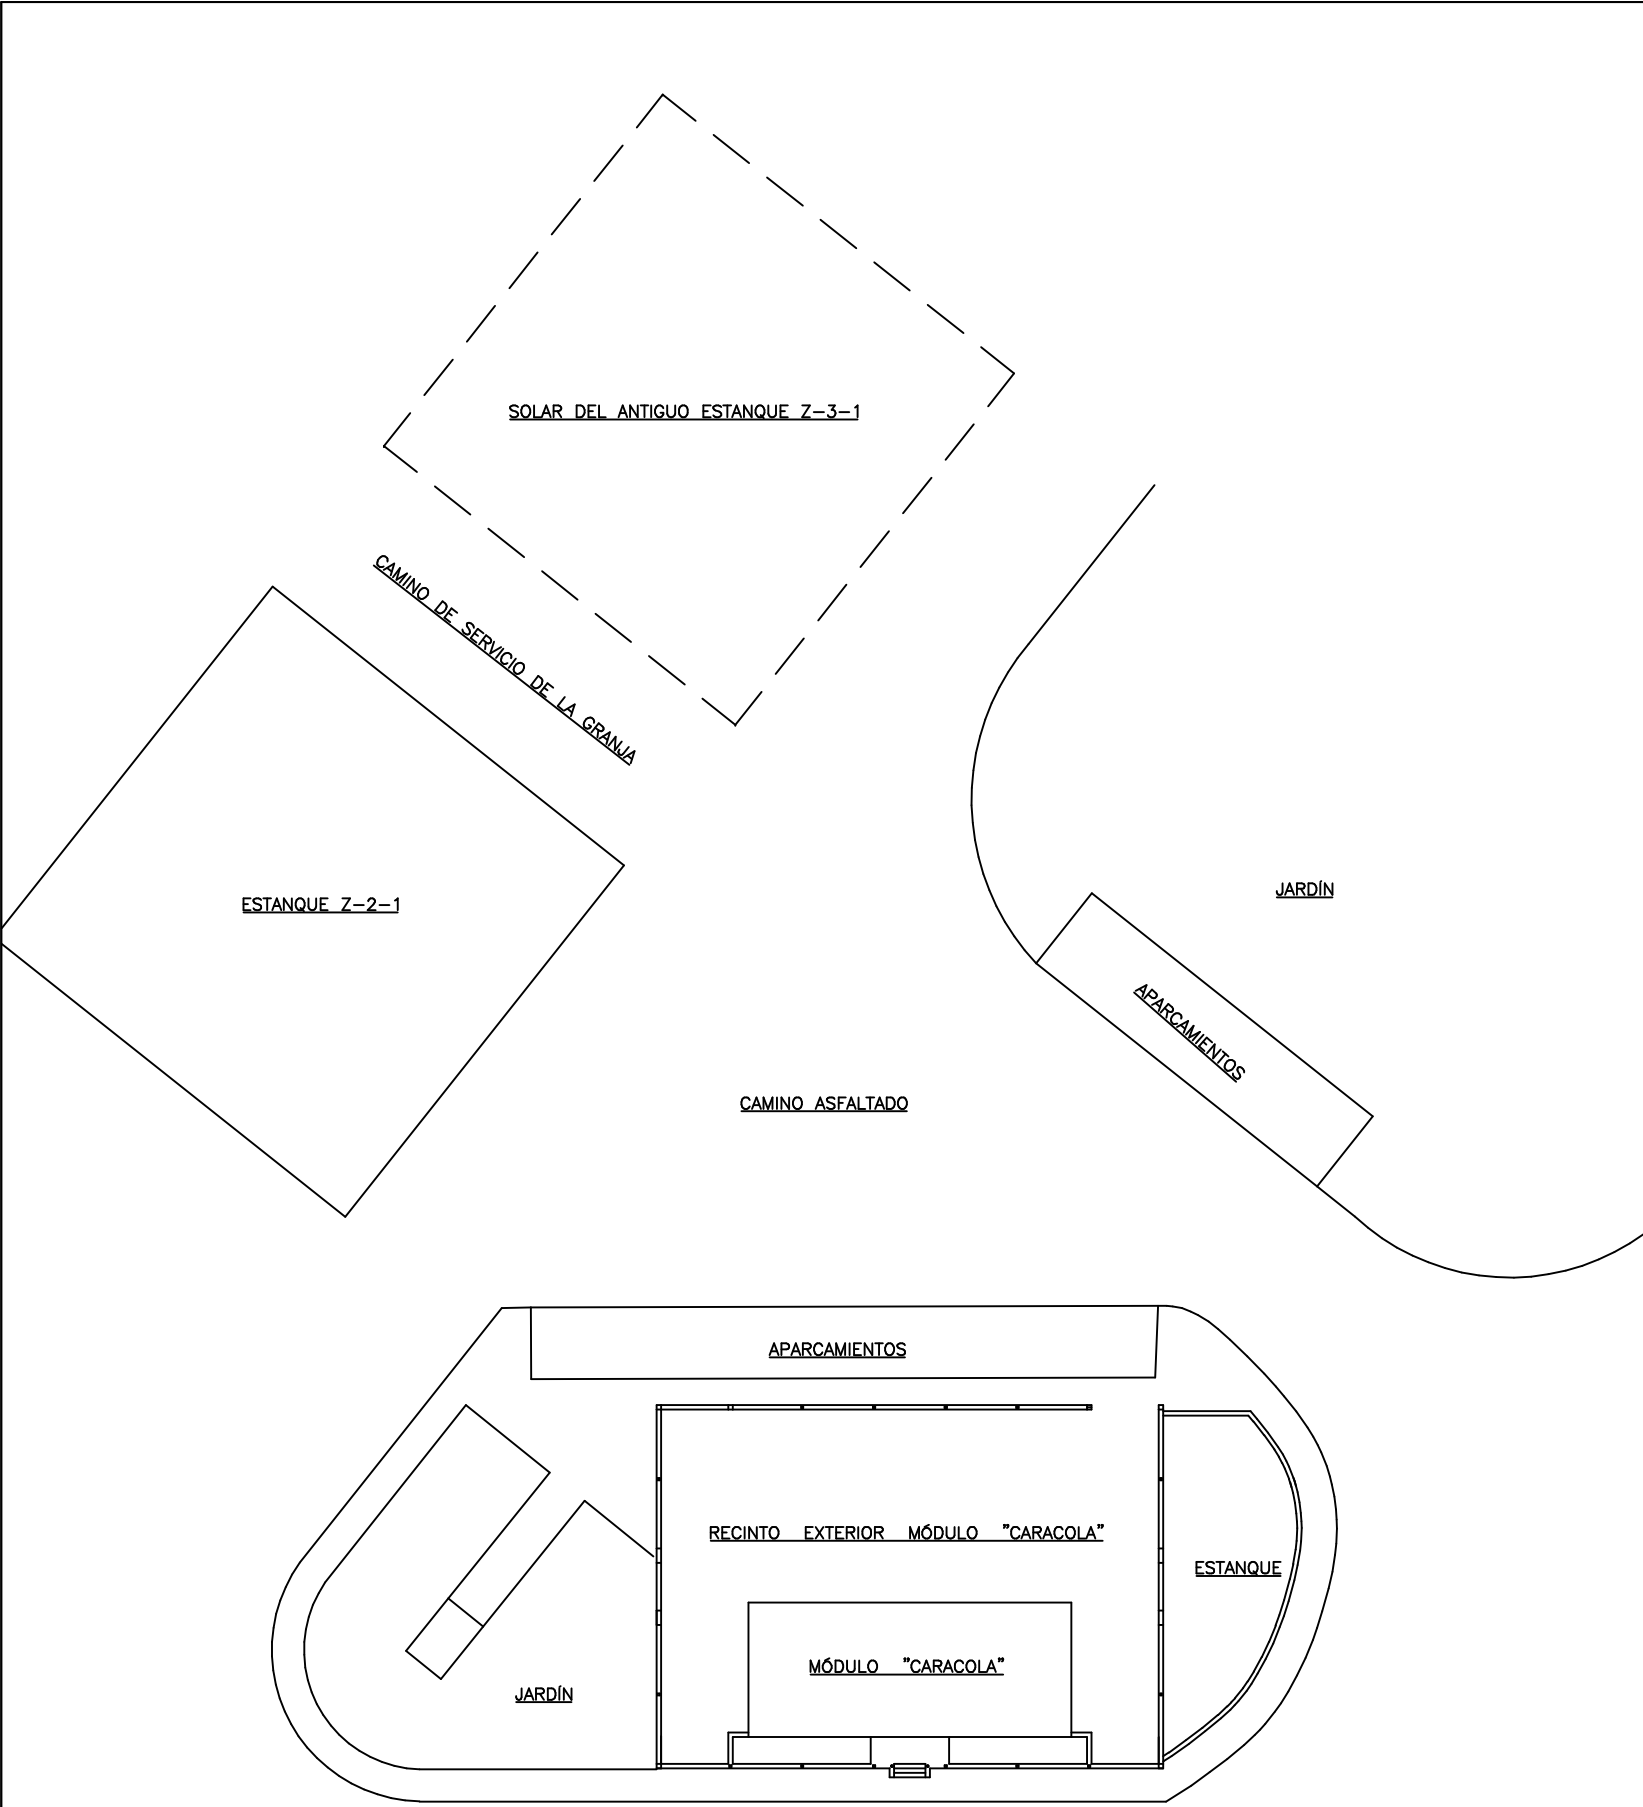 SOLAR DEL ANTIGUO ESTANQUE Z-3-1
CAMINO DE SERVICIO DE LA GRANJA
ESTANQUE Z-2-1
JARDÍN
APARCAMIENTOS
CAMINO ASFALTADO
APARCAMIENTOS
RECINTO EXTERIOR MÓDULO "CARACOLA"
ESTANQUE
MÓDULO "CARACOLA"
JARDÍN